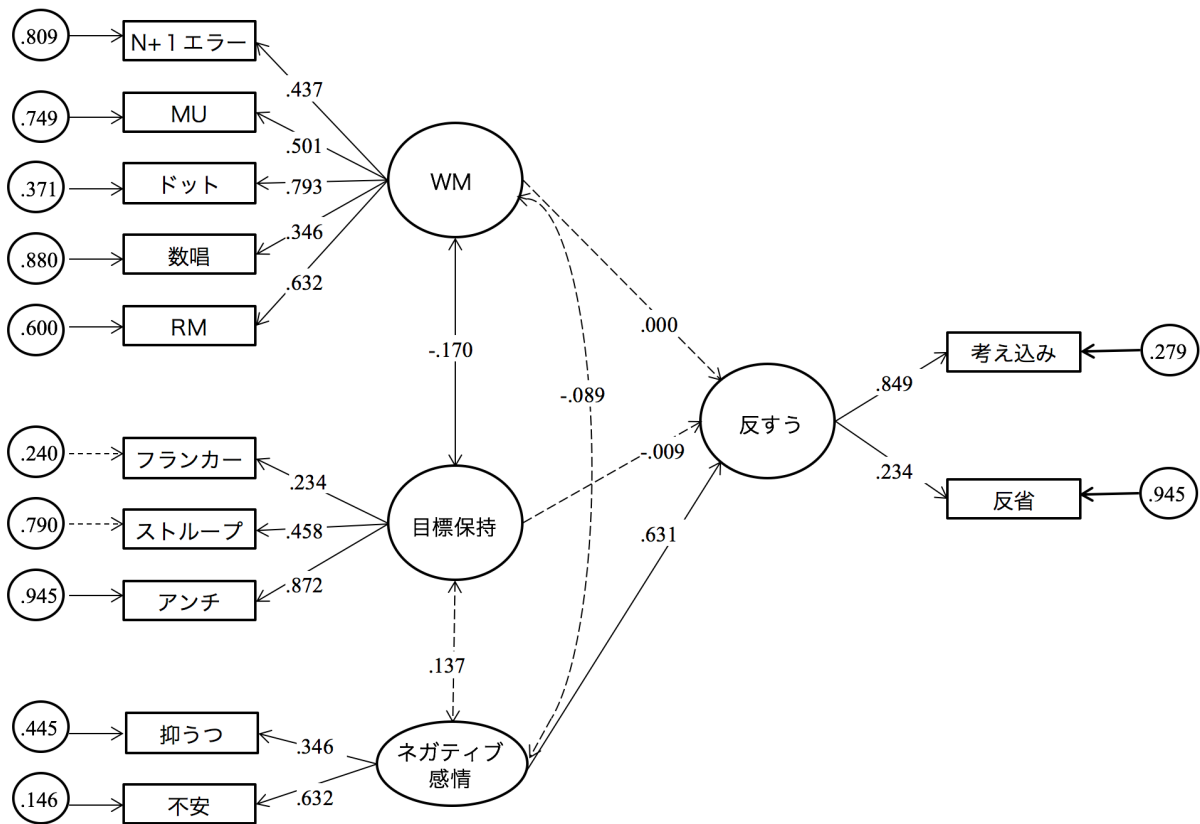 .809
N+１エラー
.437
.749
MU
.501
.371
ドット
.793
WM
.880
数唱
.346
.600
RM
.632
-.170
.000
-.089
考え込み
.279
.849
反すう
.234
反省
.945
.240
フランカー
.234
-.009
.790
ストループ
.458
目標保持
.631
.945
アンチ
.872
.137
.445
抑うつ
.346
ネガティブ
感情
.146
不安
.632